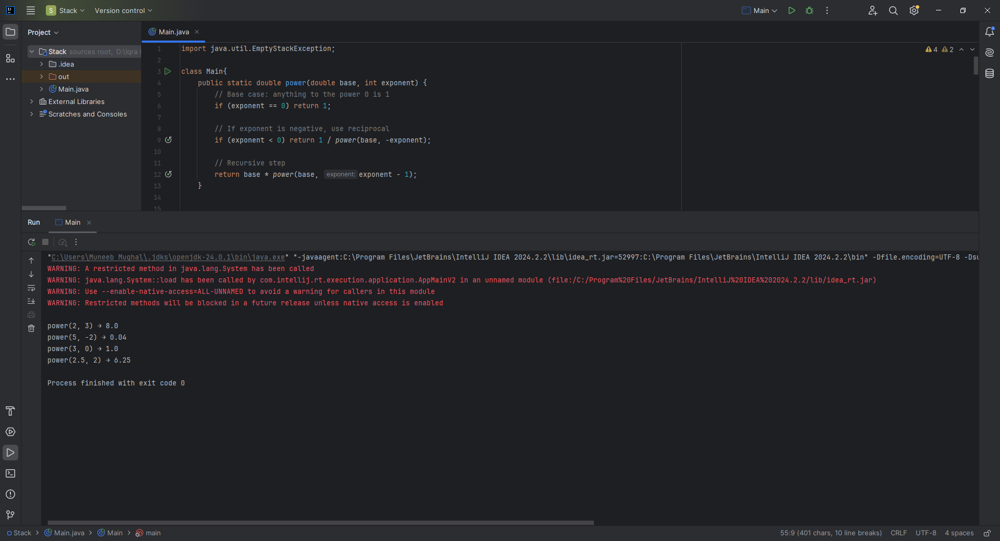 S Stack Version control Main
Project
Main.java
Stack sources root, D:\Iqra
.idea
out
Main.java
External Libraries
Scratches and Consoles
4 2
1 import java.util.EmptyStackException;
2
3 class Main{
4 public static double power(double base, int exponent) {
5 // Base case: anything to the power 0 is 1
6 if (exponent == 0) return 1;
7
8 // If exponent is negative, use reciprocal
9 if (exponent < 0) return 1 / power(base, -exponent);
10
11 // Recursive step
12 return base * power(base, exponent: exponent - 1);
13 }
14
15
Run Main
"C:\Users\Muneeb Mughal\.jdks\openjdk-24.0.1\bin\java.exe" "-javaagent:C:\Program Files\JetBrains\IntelliJ IDEA 2024.2.2\lib\idea_rt.jar=52997:C:\Program Files\JetBrains\IntelliJ IDEA 2024.2.2\bin" -Dfile.encoding=UTF-8 -Dsu
WARNING: A restricted method in java.lang.System has been called
WARNING: java.lang.System::load has been called by com.intellij.rt.execution.application.AppMainV2 in an unnamed module (file:/C:/Program%20Files/JetBrains/IntelliJ%20IDEA%202024.2.2/lib/idea_rt.jar)
WARNING: Use --enable-native-access=ALL-UNNAMED to avoid a warning for callers in this module
WARNING: Restricted methods will be blocked in a future release unless native access is enabled
power(2, 3) → 8.0
power(5, -2) → 0.04
power(3, 0) → 1.0
power(2.5, 2) → 6.25
Process finished with exit code 0
Stack > Main.java > Main > main 55:9 (401 chars, 10 line breaks) CRLF UTF-8 4 spaces